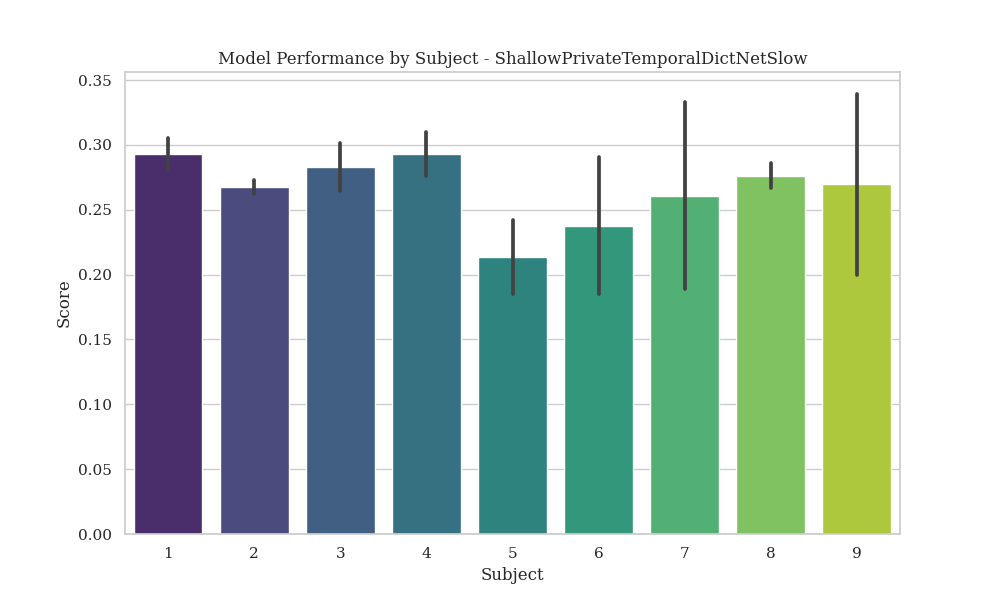 Model Performance by Subject - ShallowPrivateTemporalDictNetSlow
0.35
0.30
0.25
0.20
0.15
0.10
0.05
0.00
Score
1 2 3 4 5 6 7 8 9
Subject